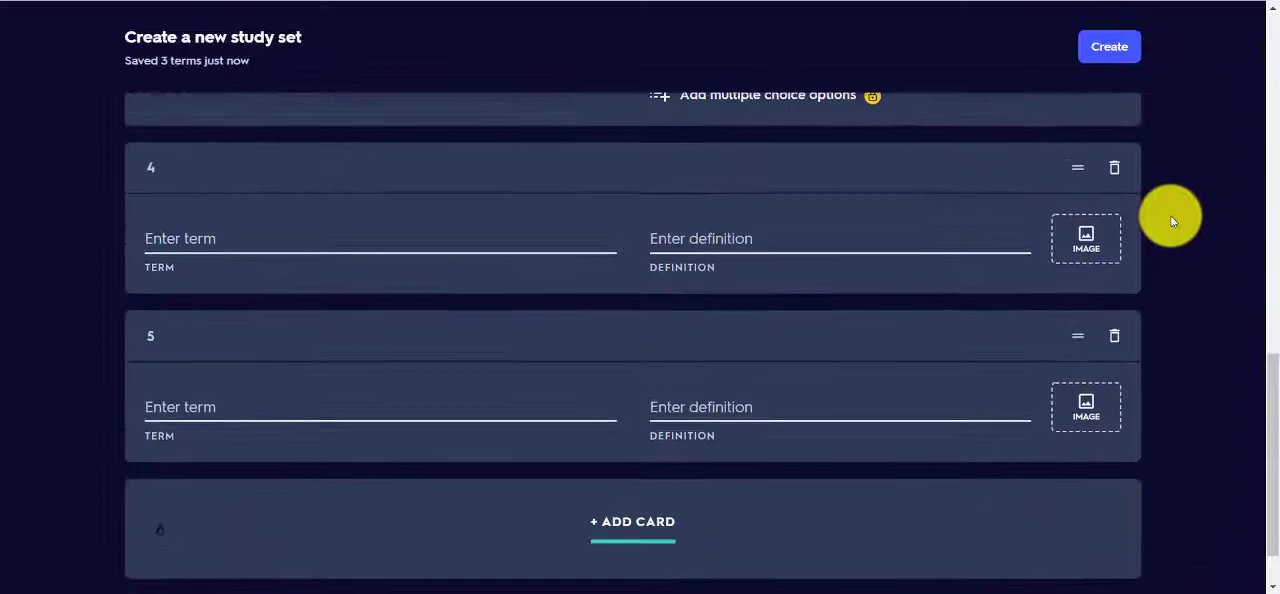 Create a new study set
Create
Saved 3 terms just now
Add multiple choice options
4
Enter term
Enter definition
IMAGE
TERM
DEFINITION
5
Enter term
Enter definition
IMAGE
TERM
DEFINITION
6
+ ADD CARD